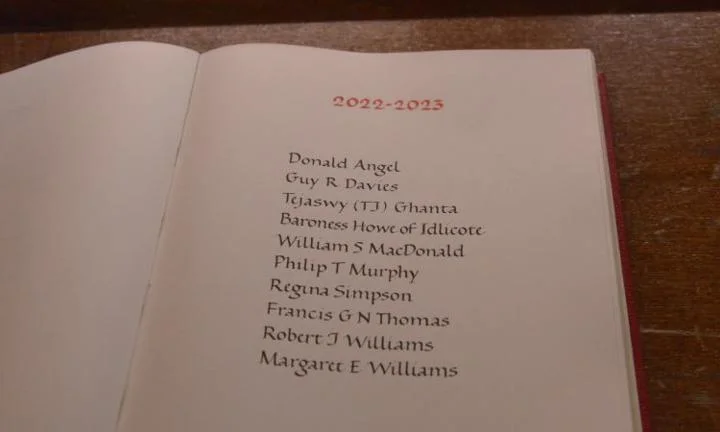 2022-2023
Donald Angel
Guy R Davies
Tejaswy (TJ) Ghanta
Baroness Howe of Idlicote
William S MacDonald
Philip T Murphy
Regina Simpson
Francis G N Thomas
Robert J Williams
Margaret E Williams